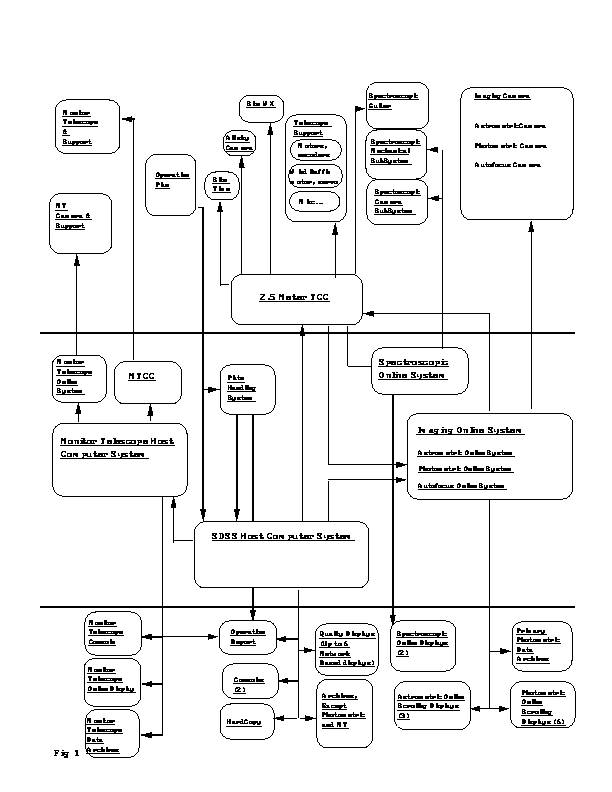 Monitor
Telescope
&
Support
Site WX
Allsky
Camera
Telescope
Support
Motors,
encoders
Wind Baffle
motor, servo
Misc...
Spectroscopic
Guider
Spectroscopic
Mechanical
SubSystem
Spectroscopic
Camera
SubSystem
Imaging Camera
Astrometric Camera
Photometric Camera
Autofocus Camera
Operations
Plan
Site
Time
MT
Camera &
Support
2.5 Meter TCC
Monitor
Telescope
Online
System
MTCC
Plate
Handling
System
Spectroscopic
Online System
Monitor Telescope Host
Computer System
Imaging Online System
Astrometric Online System
Photometric Online System
Autofocus Online System
SDSS Host Computer System
Monitor
Telescope
Console
Operations
Report
Quality Displays
(Up to 6
Network
Based displays)
Spectroscopic
Online Displays
(2)
Primary
Photometric
Data
Archives
Monitor
Telescope
Online Display
Consoles
(2)
Archives,
Except
Photometric
and MT
Astrometric Online
Scrolling Displays
(3)
Photometric
Online
Scrolling
Displays (6)
HardCopy
Monitor
Telescope
Data
Archives
Fig 1